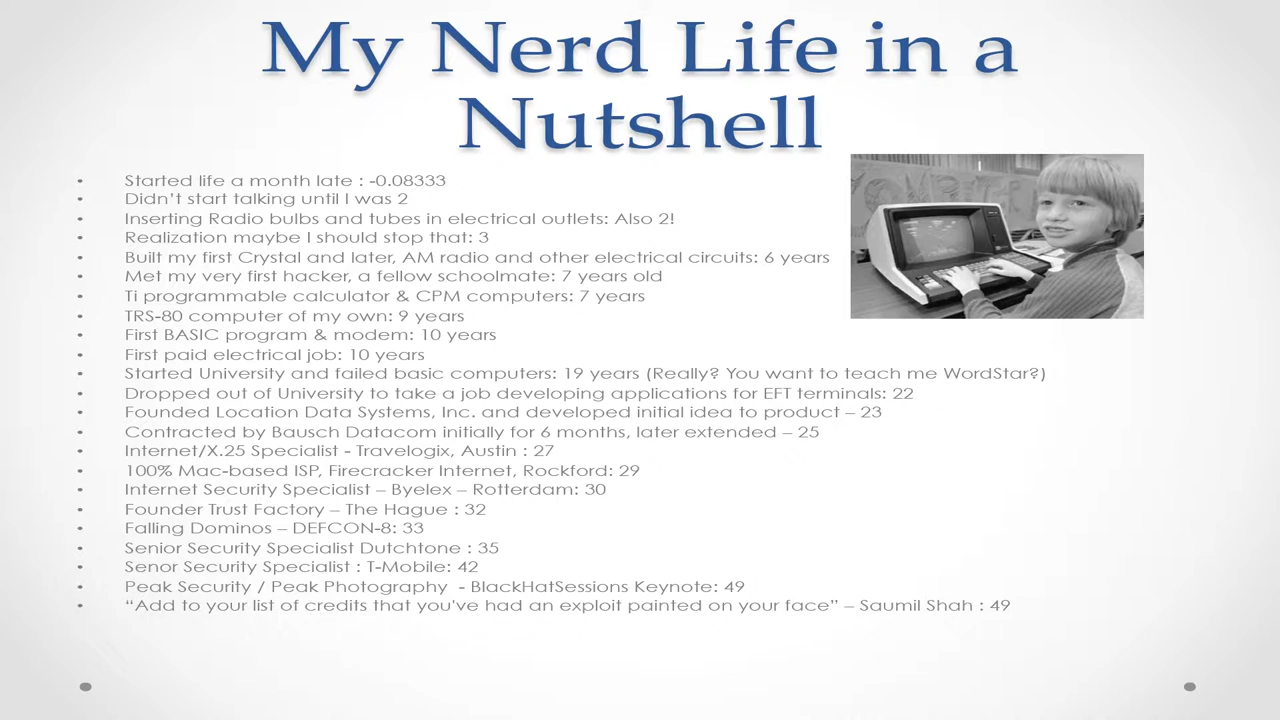 My Nerd Life in a
Nutshell
• Started life a month late : -0.08333
• Didn’t start talking until I was 2
• Inserting Radio bulbs and tubes in electrical outlets: Also 2!
• Realization maybe I should stop that: 3
• Built my first Crystal and later, AM radio and other electrical circuits: 6 years
• Met my very first hacker, a fellow schoolmate: 7 years old
• Ti programmable calculator & CPM computers: 7 years
• TRS-80 computer of my own: 9 years
• First BASIC program & modem: 10 years
• First paid electrical job: 10 years
• Started University and failed basic computers: 19 years (Really? You want to teach me WordStar?)
• Dropped out of University to take a job developing applications for EFT terminals: 22
• Founded Location Data Systems, Inc. and developed initial idea to product – 23
• Contracted by Bausch Datacom initially for 6 months, later extended – 25
• Internet/X.25 Specialist - Travelogix, Austin : 27
• 100% Mac-based ISP, Firecracker Internet, Rockford: 29
• Internet Security Specialist – Byelex – Rotterdam: 30
• Founder Trust Factory – The Hague : 32
• Falling Dominos – DEFCON-8: 33
• Senior Security Specialist Dutchtone : 35
• Senor Security Specialist : T-Mobile: 42
• Peak Security / Peak Photography - BlackHatSessions Keynote: 49
• “Add to your list of credits that you've had an exploit painted on your face” – Saumil Shah : 49